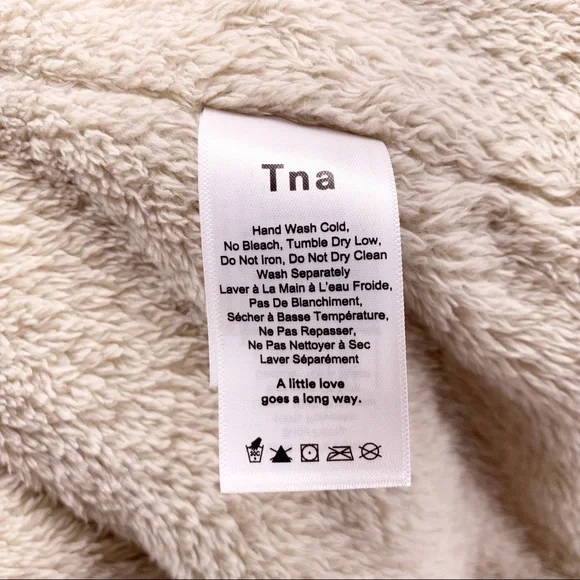 Tna
Hand Wash Cold,
No Bleach, Tumble Dry Low,
Do Not Iron, Do Not Dry Clean
Wash Separately
Laver à La Main à L'eau Froide,
Pas De Blanchiment,
Sécher à Basse Température,
Ne Pas Repasser,
Ne Pas Nettoyer à Sec
Laver Séparément
A little love
goes a long way.
30C